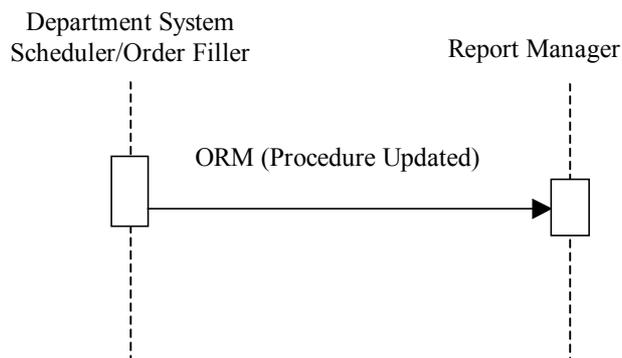 Department System
Scheduler/Order Filler
Report Manager
ORM (Procedure Updated)